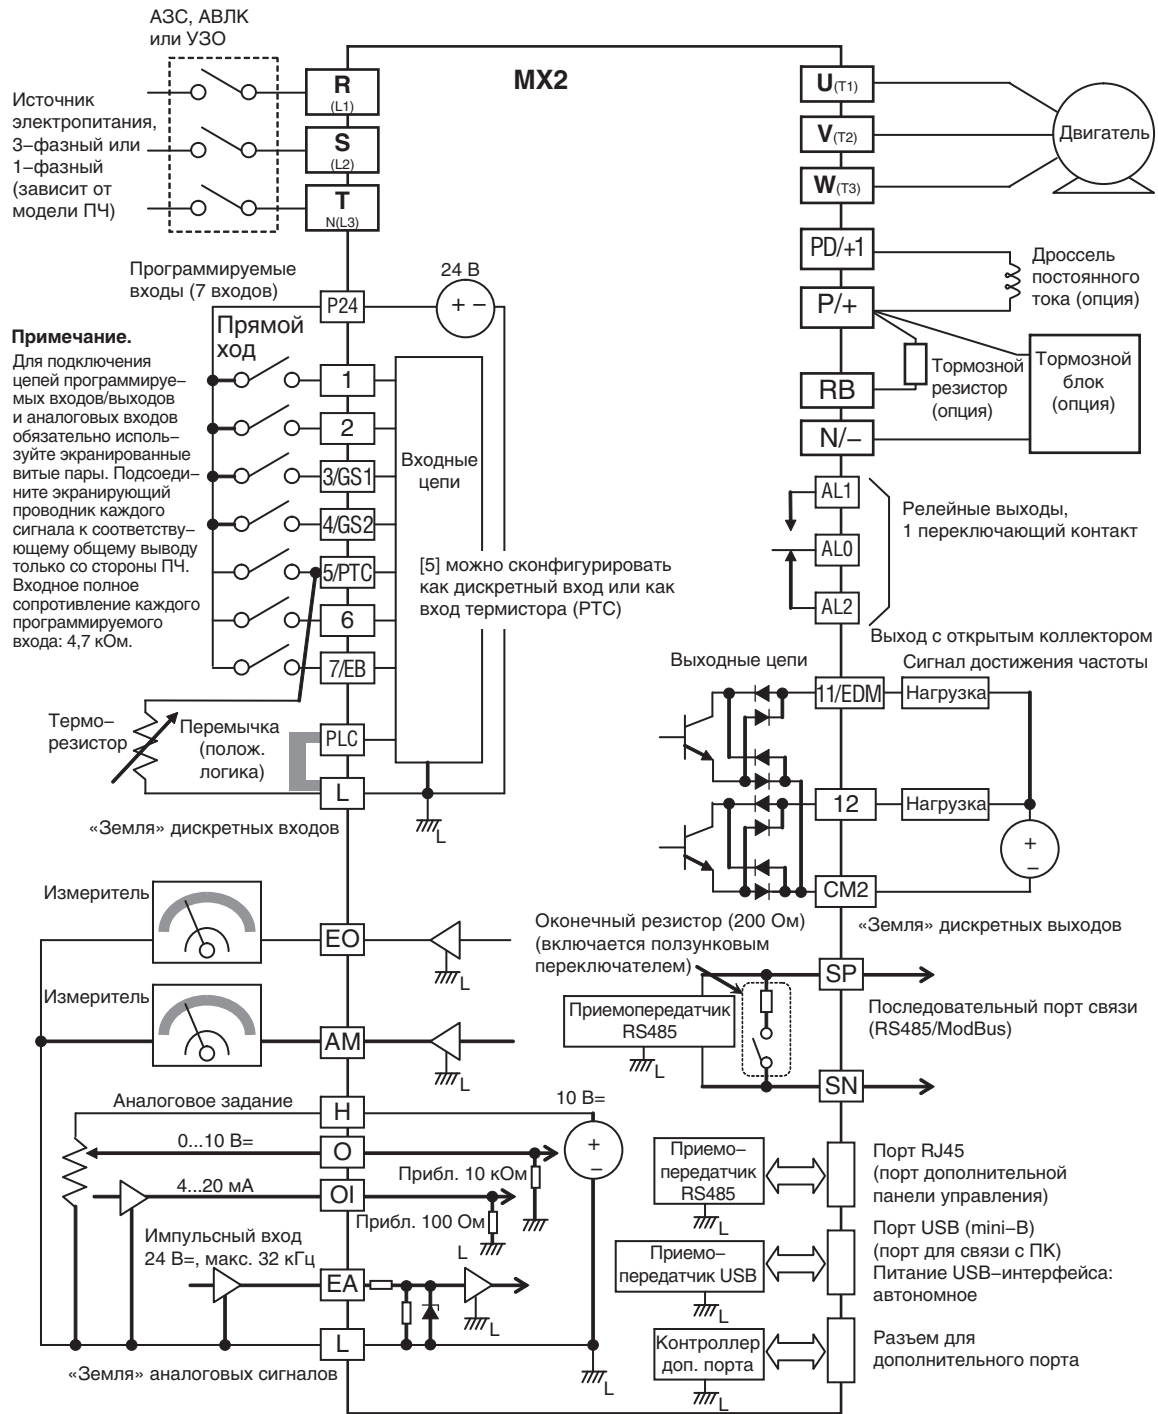 АЗС, АВЛК
или УЗО
Источник
электропитания,
3–фазный или
1–фазный
(зависит от
модели ПЧ)
R
(L1)
S
(L2)
T
N(L3)
MX2
U(T1)
V(T2)
W(T3)
Двигатель
PD/+1
P/+
Дроссель
постоянного
тока (опция)
RB
N/–
Тормозной
резистор
(опция)
Тормозной
блок
(опция)
Программируемые
входы (7 входов)
24 В
+ –
P24
Прямой
ход
Примечание.
Для подключения
цепей программируе–
мых входов/выходов
и аналоговых входов
обязательно исполь–
зуйте экранированные
витые пары. Подсоеди–
ните экранирующий
проводник каждого
сигнала к соответству–
ющему общему выводу
только со стороны ПЧ.
Входное полное
сопротивление каждого
программируемого
входа: 4,7 кОм.
1
2
3/GS1
4/GS2
5/PTC
6
7/EB
PLC
L
Входные
цепи
[5] можно сконфигурировать
как дискретный вход или как
вход термистора (PTC)
Термо–
резистор
Перемычка
(полож.
логика)
L
«Земля» дискретных входов
AL1
AL0
AL2
Релейные выходы,
1 переключающий контакт
Выход с открытым коллектором
Выходные цепи
Сигнал достижения частоты
11/EDM
Нагрузка
12
Нагрузка
+
–
CM2
«Земля» дискретных выходов
Измеритель
EO
L
Измеритель
AM
L
Оконечный резистор (200 Ом)
(включается ползунковым
переключателем)
Приемопередатчик
RS485
L
SP
SN
Последовательный порт связи
(RS485/ModBus)
Аналоговое задание
H
10 В=
+
–
0...10 В=
O
Прибл. 10 кОм
4...20 мА
OI
Прибл. 100 Ом
L
Импульсный вход
24 В=, макс. 32 кГц
EA
L
L
L
«Земля» аналоговых сигналов
Приемо–
передатчик
RS485
L
Порт RJ45
(порт дополнительной
панели управления)
Приемо–
передатчик USB
L
Порт USB (mini–B)
(порт для связи с ПК)
Питание USB–интерфейса:
автономное
Контроллер
доп. порта
L
Разъем для
дополнительного порта